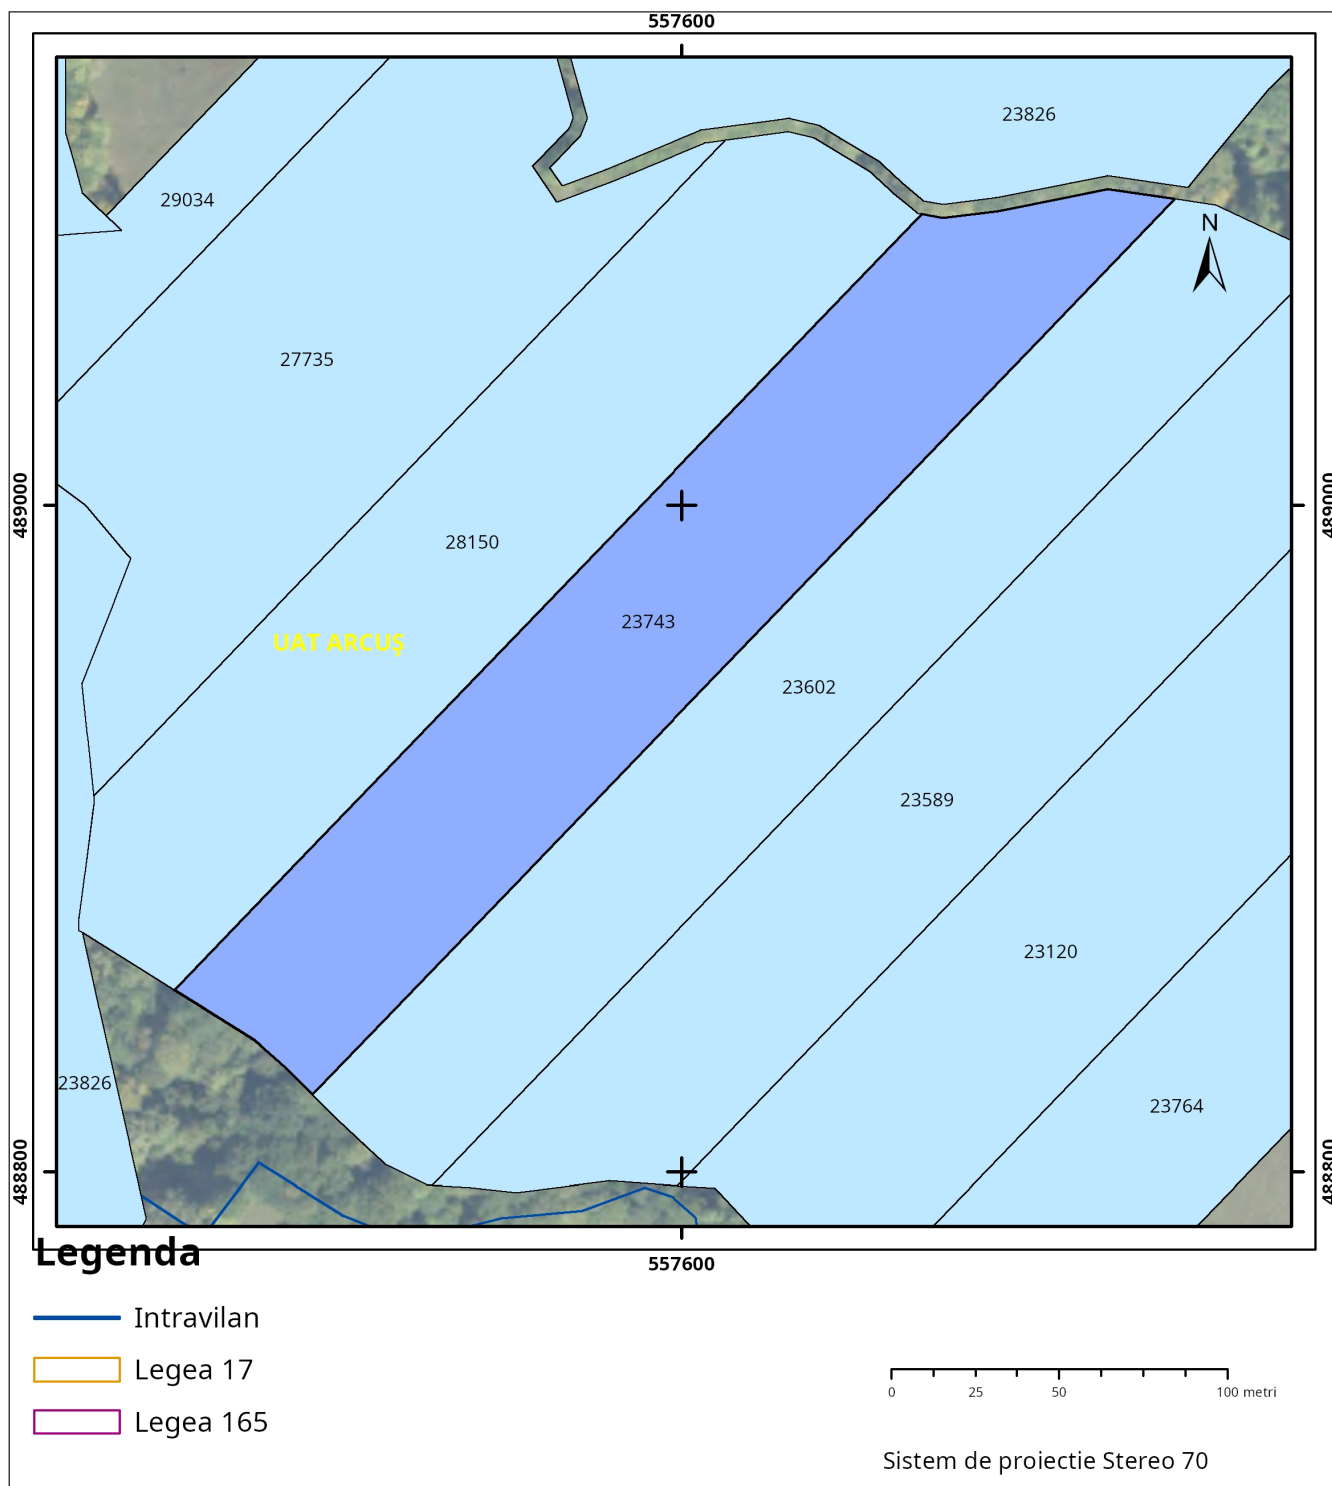 557600
23826
29034
N
27735
489000
489000
28150
23743
UAT ARCUŞ
23602
23589
23120
23826
23764
488800
488800
557600
Legenda
Intravilan
Legea 17
Legea 165
0 25 50 100 metri
Sistem de proiectie Stereo 70